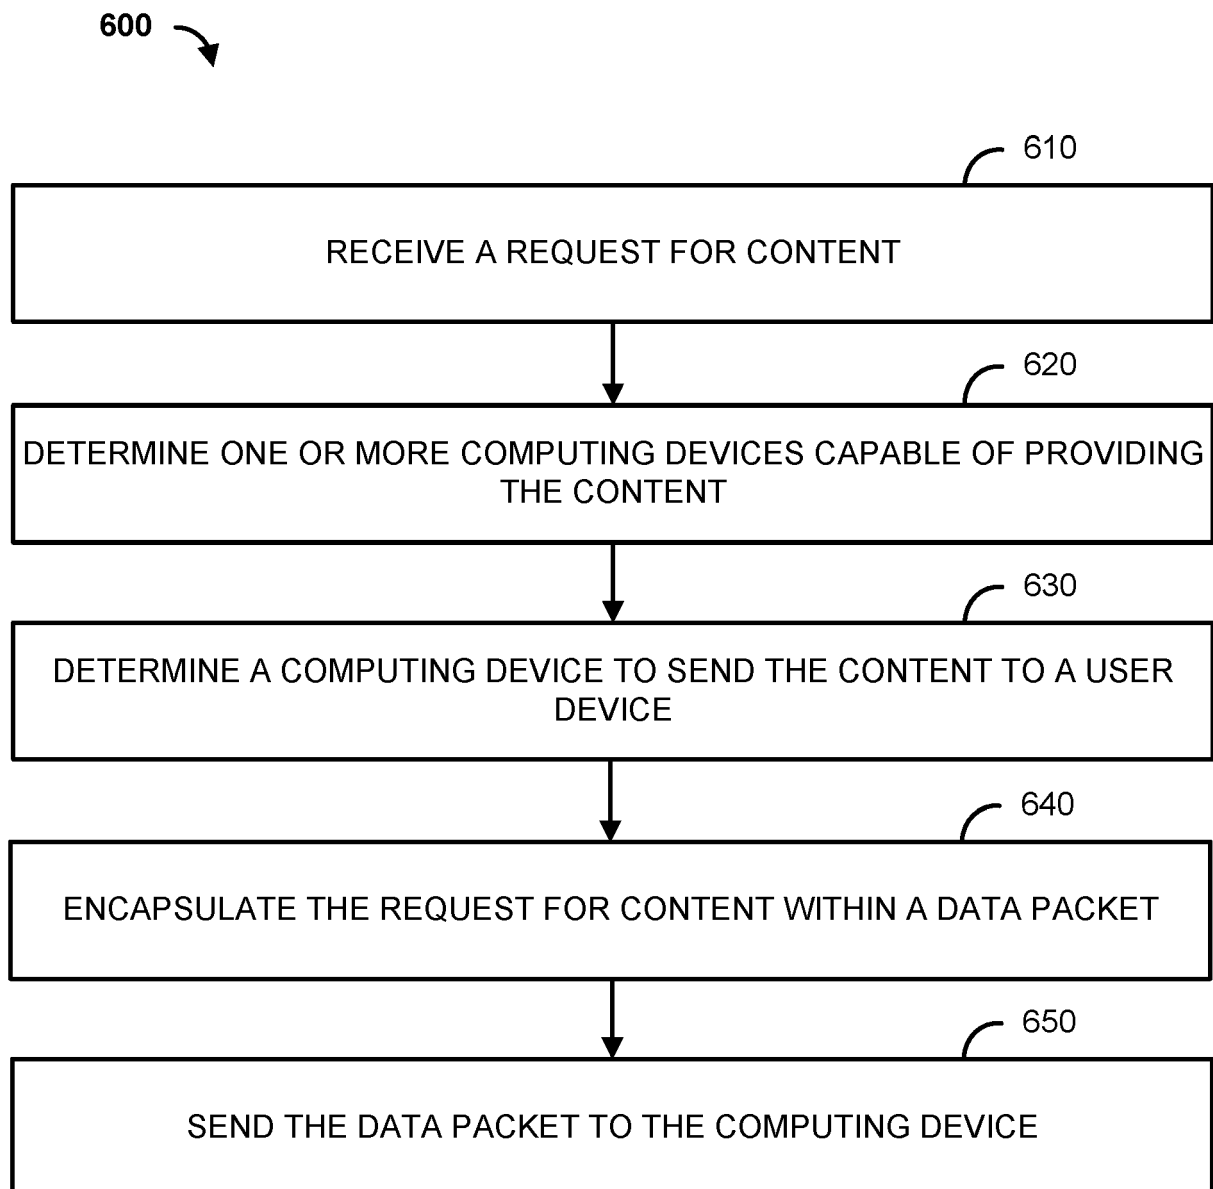 600
610
RECEIVE A REQUEST FOR CONTENT
620
DETERMINE ONE OR MORE COMPUTING DEVICES CAPABLE OF PROVIDING
THE CONTENT
630
DETERMINE A COMPUTING DEVICE TO SEND THE CONTENT TO A USER
DEVICE
640
ENCAPSULATE THE REQUEST FOR CONTENT WITHIN A DATA PACKET
650
SEND THE DATA PACKET TO THE COMPUTING DEVICE